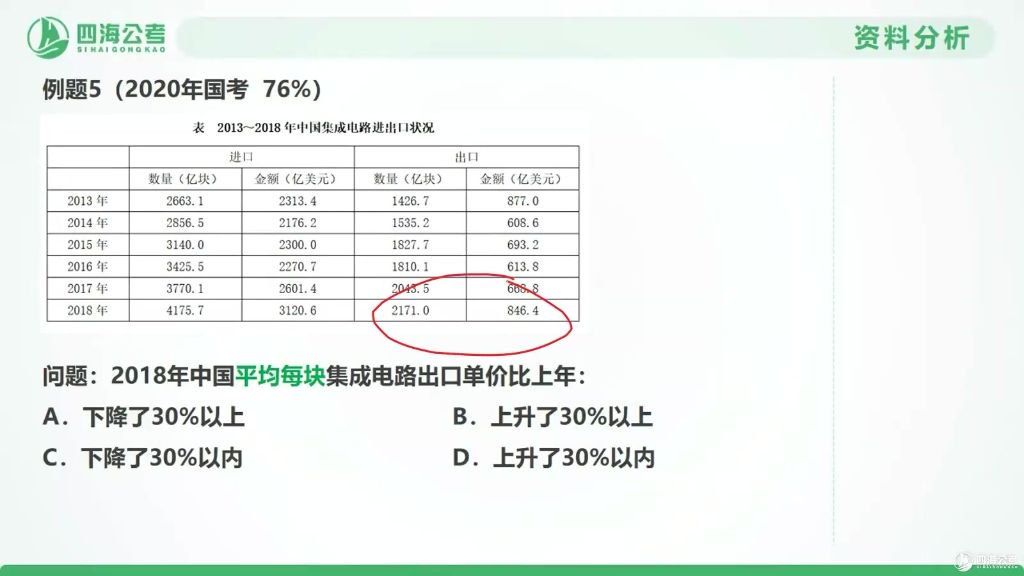 四海公考
SIHAIGONGKAO
资料分析
例题5（2020年国考 76%）
表 2013～2018 年中国集成电路进出口状况
进口 出口
数量（亿块） 金额（亿美元） 数量（亿块） 金额（亿美元）
2013 年 2663.1 2313.4 1426.7 877.0
2014 年 2856.5 2176.2 1535.2 608.6
2015 年 3140.0 2300.0 1827.7 693.2
2016 年 3425.5 2270.7 1810.1 613.8
2017 年 3770.1 2601.4 2043.5 668.8
2018 年 4175.7 3120.6 2171.0 846.4
问题：2018年中国平均每块集成电路出口单价比上年：
A．下降了30%以上 B．上升了30%以上
C．下降了30%以内 D．上升了30%以内
四海公考